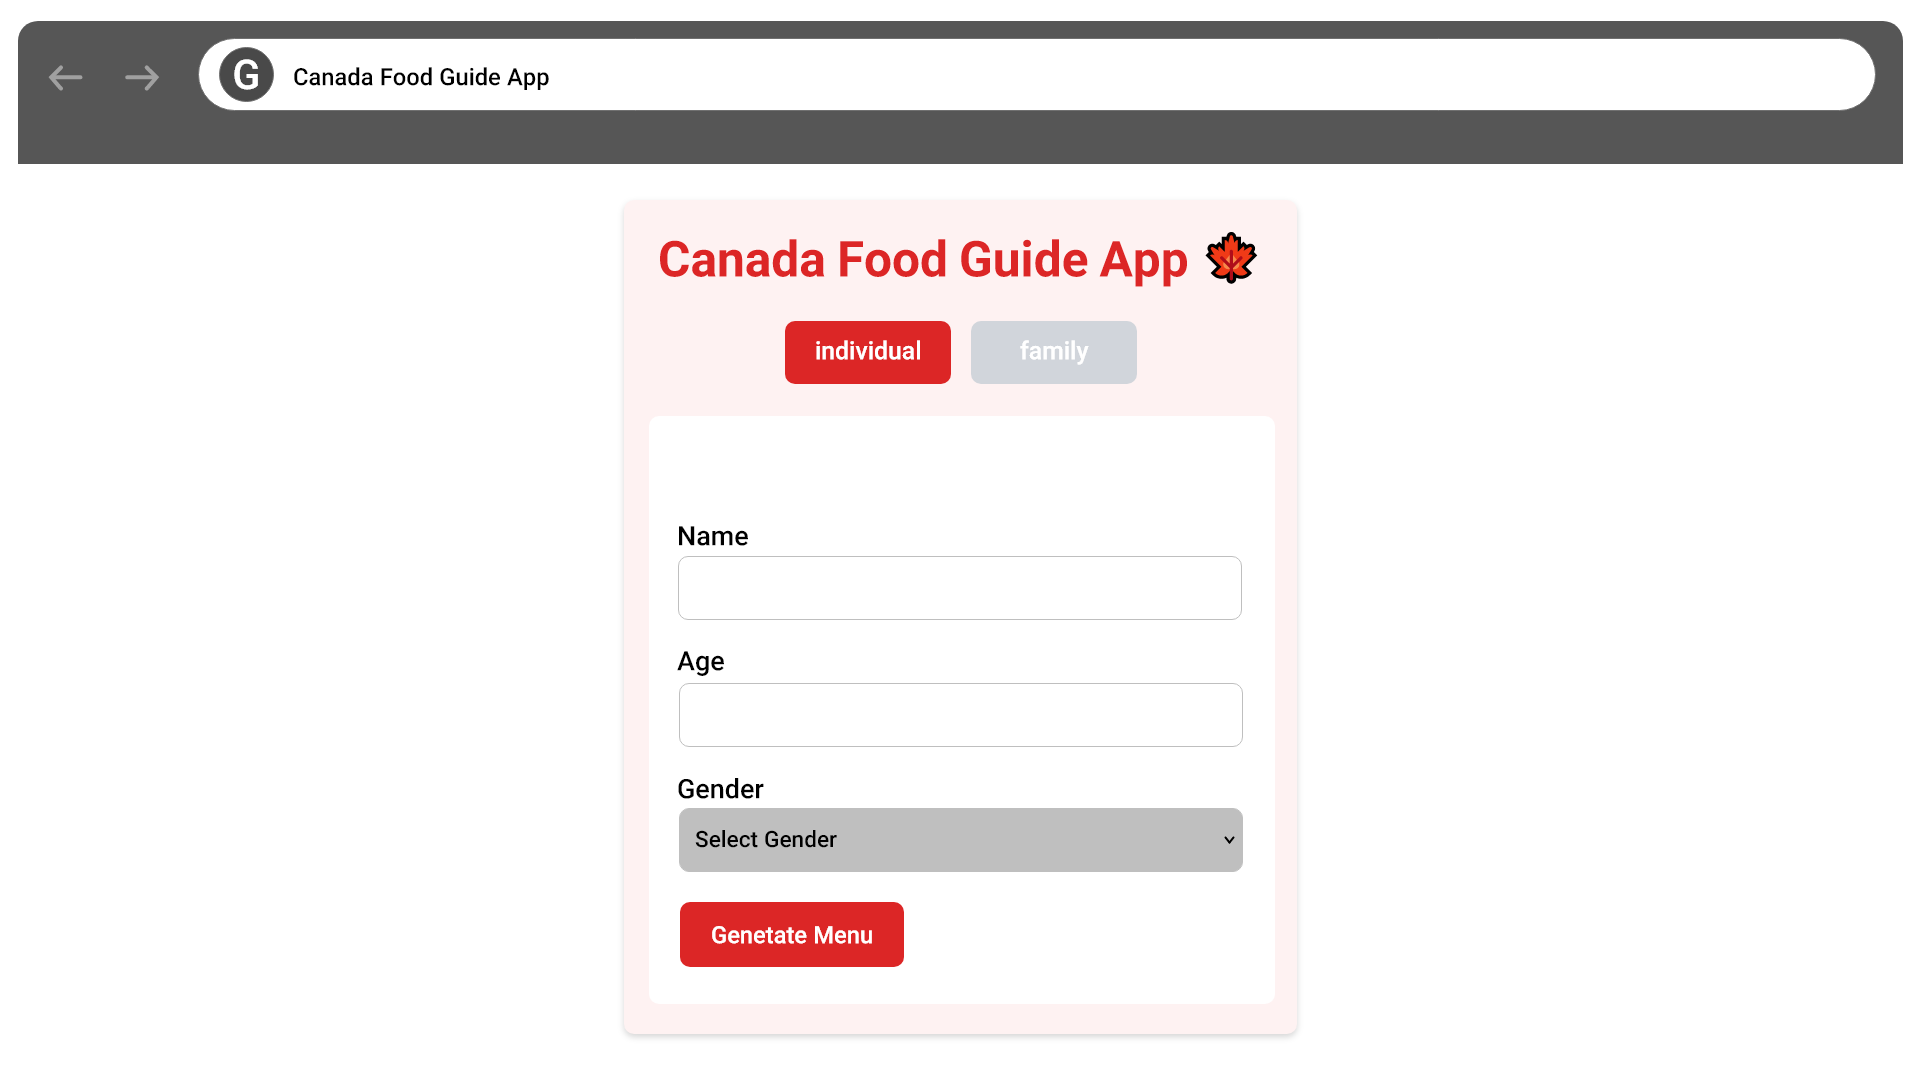 G Canada Food Guide App
Canada Food Guide App
individual family
Name
Age
Gender
Select Gender
Genetate Menu